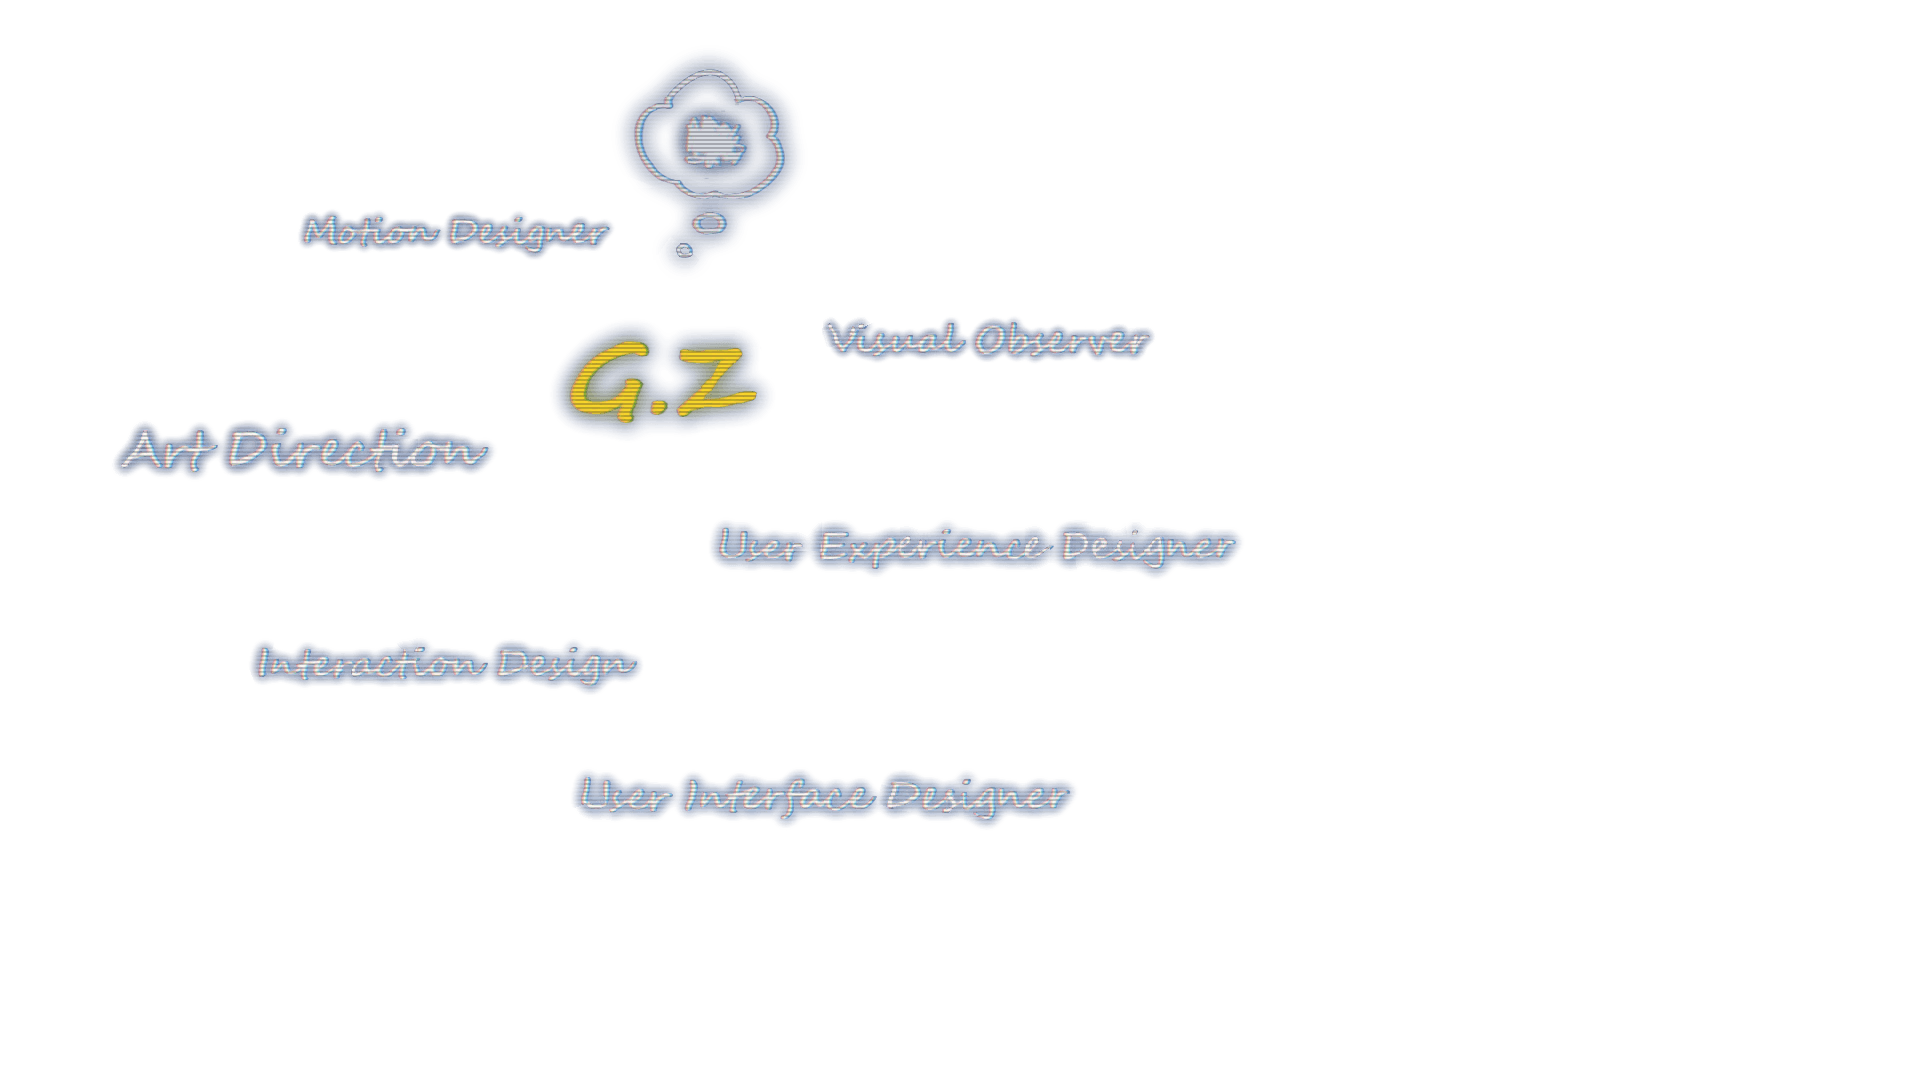 Motion Designer
Visual Observer
G.Z
Art Direction
User Experience Designer
Interaction Design
User Interface Designer